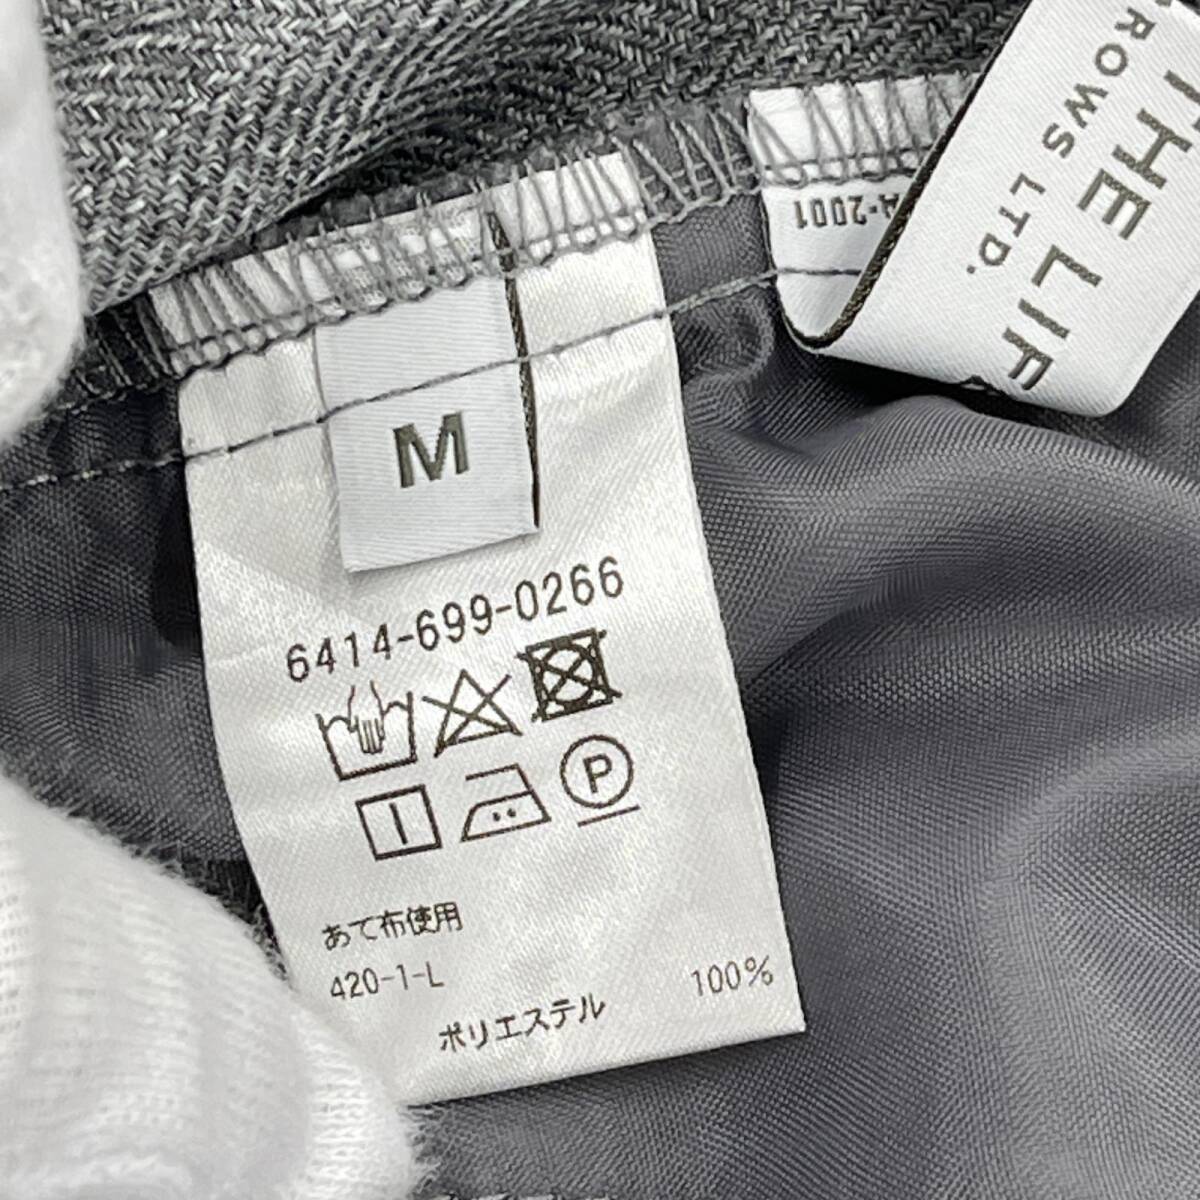 THE LIF
ROWS LTD.
A-2001
M
6414-699-0266
P
あて布使用
420-1-L
ポリエステル 100%